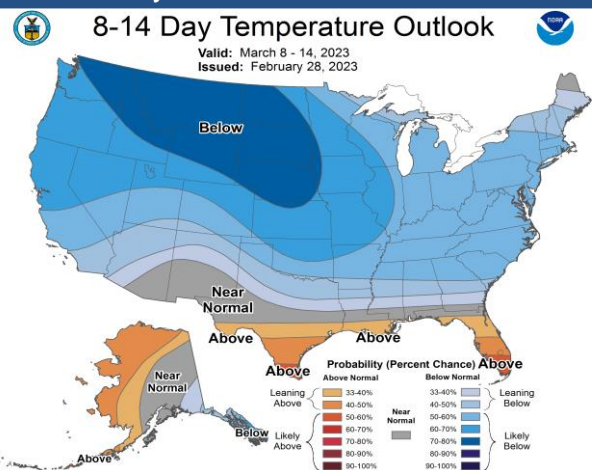 8-14 Day Temperature Outlook
Valid: March 8 - 14, 2023
Issued: February 28, 2023
NOAA
Below
Near
Normal
Above
Above
Above
Above
Near
Normal
Above
Below
Probability (Percent Chance)
Above Normal
Below Normal
Leaning
Above
33-40%
40-50%
Likely
Above
50-60%
60-70%
70-80%
80-90%
90-100%
Near
Normal
33-40%
40-50%
Leaning
Below
50-60%
60-70%
70-80%
80-90%
90-100%
Likely
Below